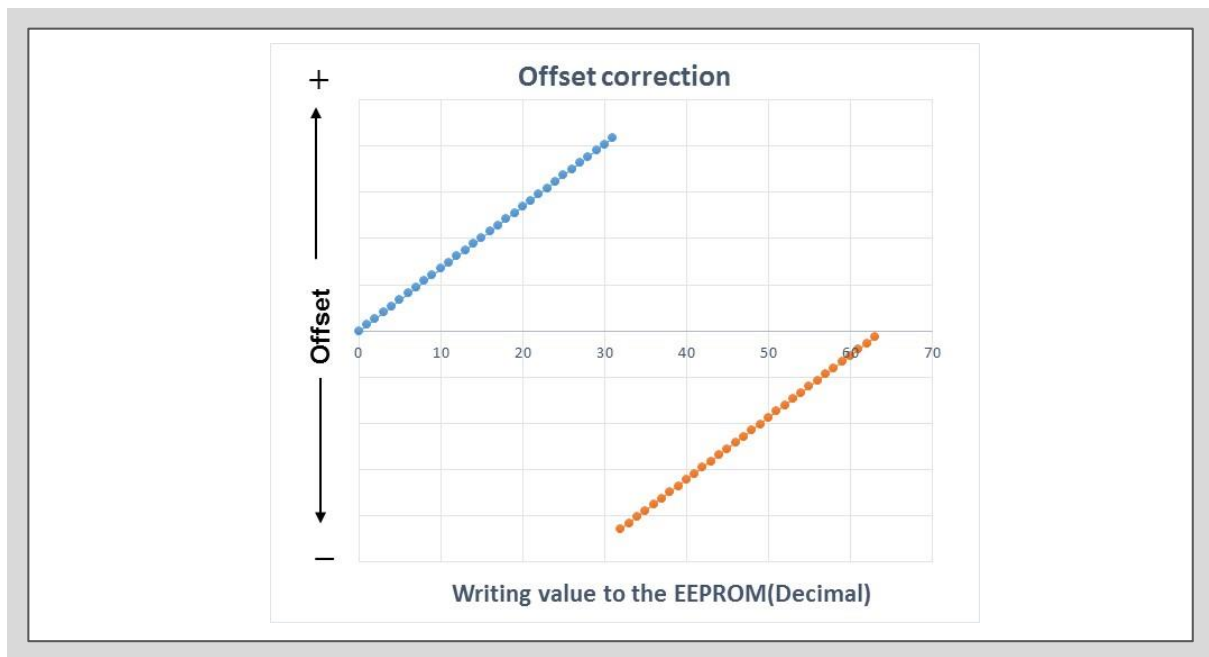 Offset correction
+
Offset
−
0 10 20 30 40 50 60 70
Writing value to the EEPROM(Decimal)